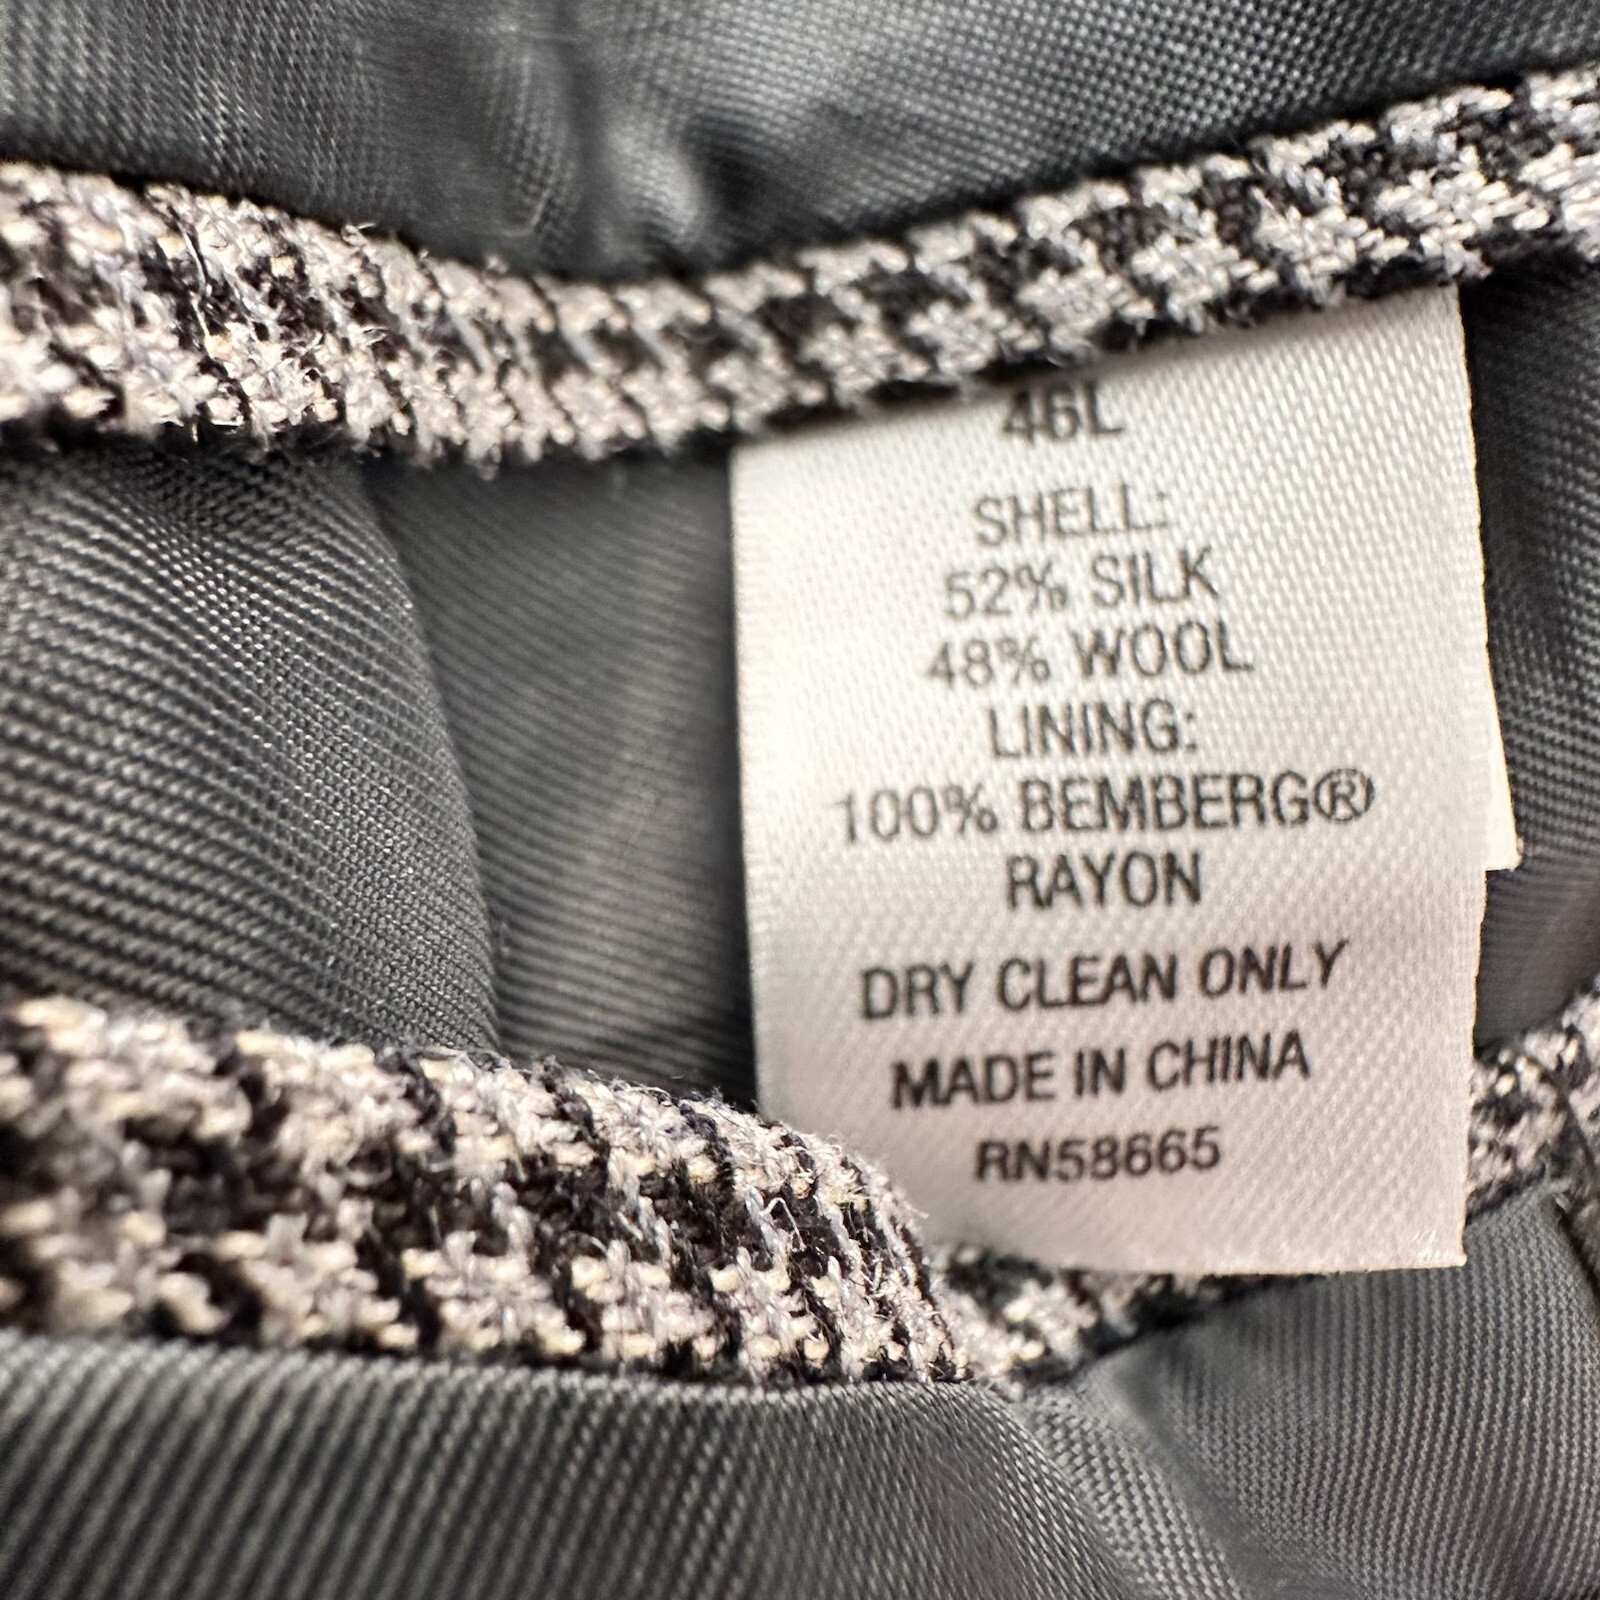 46L
SHELL:
52% SILK
48% WOOL
LINING:
100% BEMBERG®
RAYON
DRY CLEAN ONLY
MADE IN CHINA
RN58665